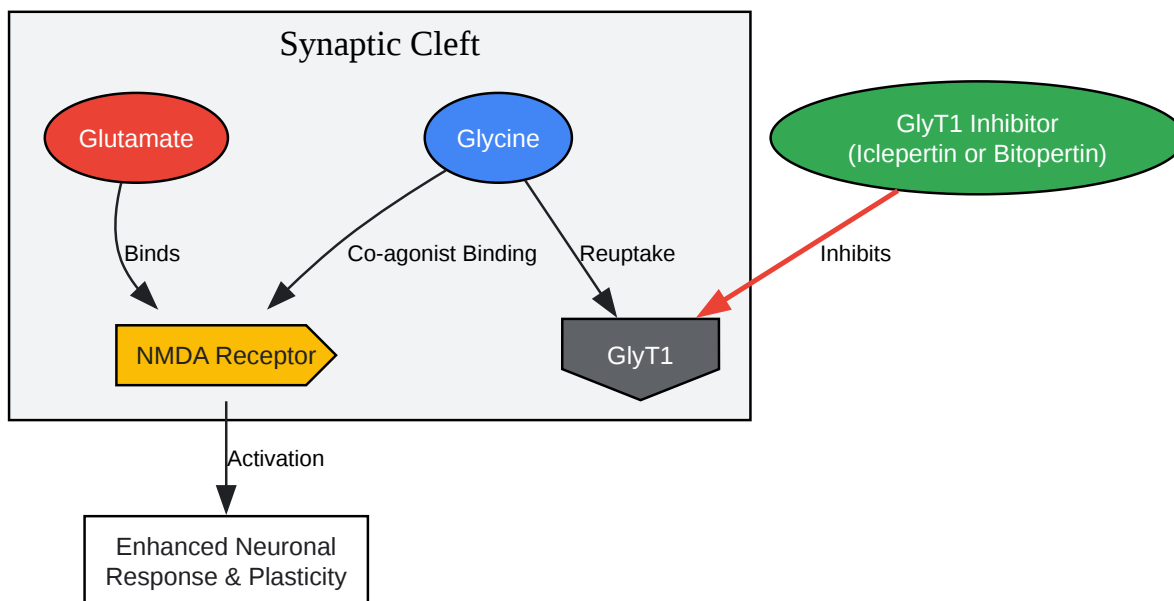 Synaptic Cleft
Glutamate
Glycine
GlyT1 Inhibitor
(Iclepertin or Bitopertin)
Binds
Co-agonist Binding
Reuptake
Inhibits
NMDA Receptor
GlyT1
Activation
Enhanced Neuronal
Response & Plasticity